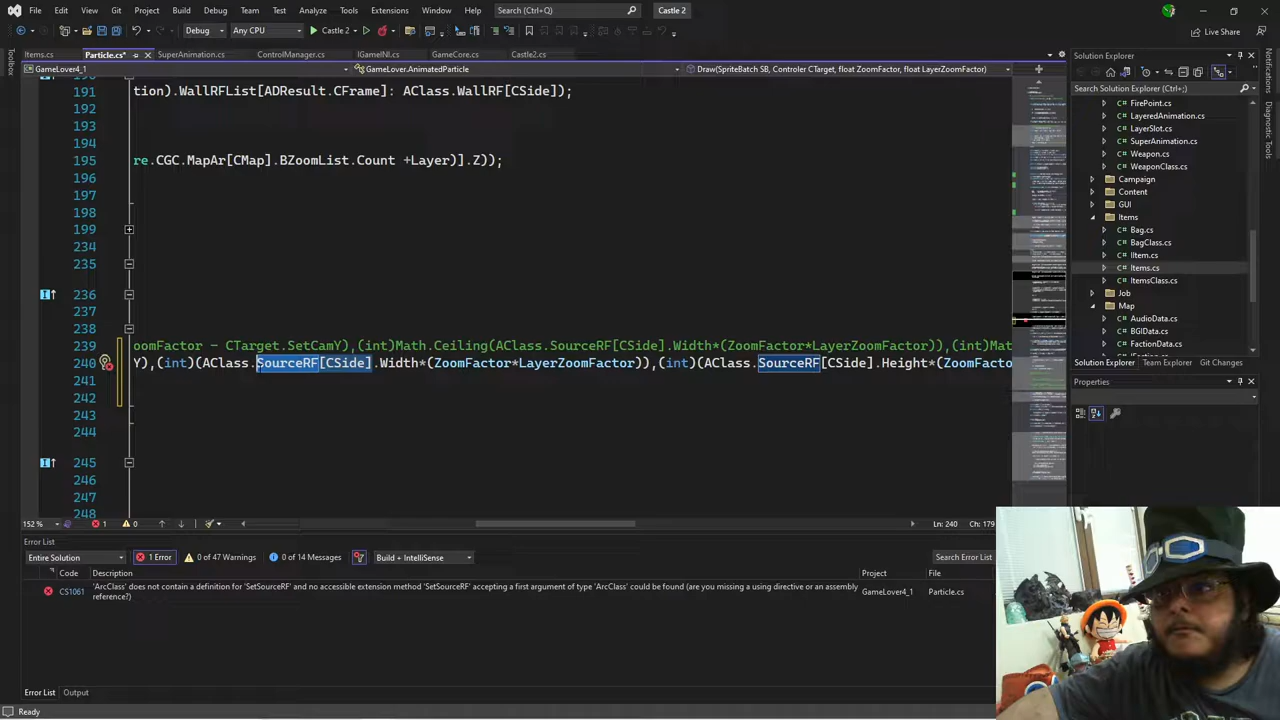 File Edit View Git Project Build Debug Team Test Analyze Tools Extensions Window Help Search (Ctrl+Q) Castle 2
Debug Any CPU Castle 2 Live Share
Items.cs Particle.cs* SuperAnimation.cs ControlManager.cs IGameNI.cs GameCore.cs Castle2.cs
GameLover4_1 GameLover.AnimatedParticle Draw(SpriteBatch SB, Controler CTarget, float ZoomFactor, float LayerZoomFactor)
Toolbox
191 tion).WallRFList[ADResult.CFrame]: AClass.WallRF[CSide]);
192
193
194
195 re.CGC.MapAr[CMap].BZoomList.Count +Layer)].Z));
196
197
198
199
234
235
236
237
238
239 oomFactor - CTarget.SetCamY),(int)Math.Ceiling(AClass.SourceRF[CSide].Width*(ZoomFactor*LayerZoomFactor)),(int)Mat
240 Y),(int)(AClass.SourceRF[CSide].Width*(ZoomFactor*LayerZoomFactor)),(int)(AClass.SourceRF[CSide].Height*(ZoomFacto
241
242
243
244
245
246
247
248
152 % 1 0 Ln: 240 Ch: 179
Error List
Entire Solution 1 Error 0 of 47 Warnings 0 of 14 Messages Build + IntelliSense Search Error List
Code Description Project File
CS1061 'ArcClass' does not contain a definition for 'SetSourceRF' and no accessible extension method 'SetSourceRF' accepting a first argument of type 'ArcClass' could be found (are you missing a using directive or an assembly reference?) GameLover4_1 Particle.cs
Error List Output
Ready
Solution Explorer
Search Solution Explorer (Ctrl+;)
FirePoint.cs
LayeredAnimation.cs
LayerSlot.cs
SuperAnimation.cs
Weapon.cs
WeaponClass.cs
Campaign
Content
GUI
Items
Bag.cs
BagClass.cs
IItem.cs
Items.cs
ItemsClass.cs
Job
Map
AudioData.cs
BGIData.cs
FactionData.cs
Solution Explorer Team Explorer Git Changes
Properties
Notifications
Diagnostic Tools